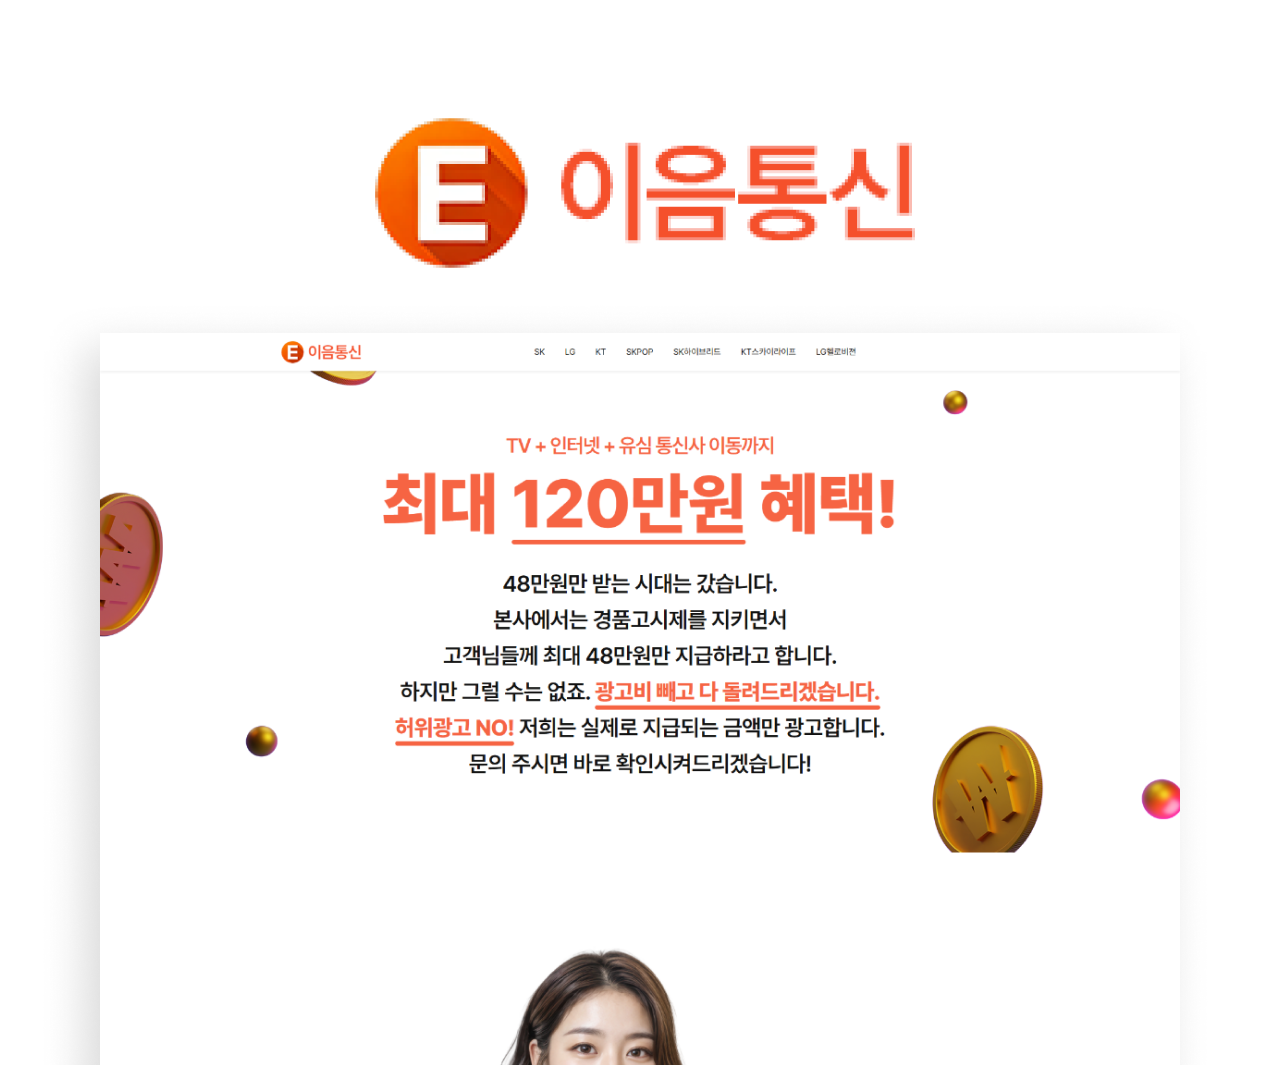 E 이음통신
E 이음통신 SK LG KT SKPOP SK하이브리드 KT스카이라이프 LG헬로비전
TV + 인터넷 + 유심 통신사 이동까지
최대 120만원 혜택!
48만원만 받는 시대는 갔습니다.
본사에서는 경품고시제를 지키면서
고객님들께 최대 48만원만 지급하라고 합니다.
하지만 그럴 수는 없죠. 광고비 빼고 다 돌려드리겠습니다.
허위광고 NO! 저희는 실제로 지급되는 금액만 광고합니다.
문의 주시면 바로 확인시켜드리겠습니다!